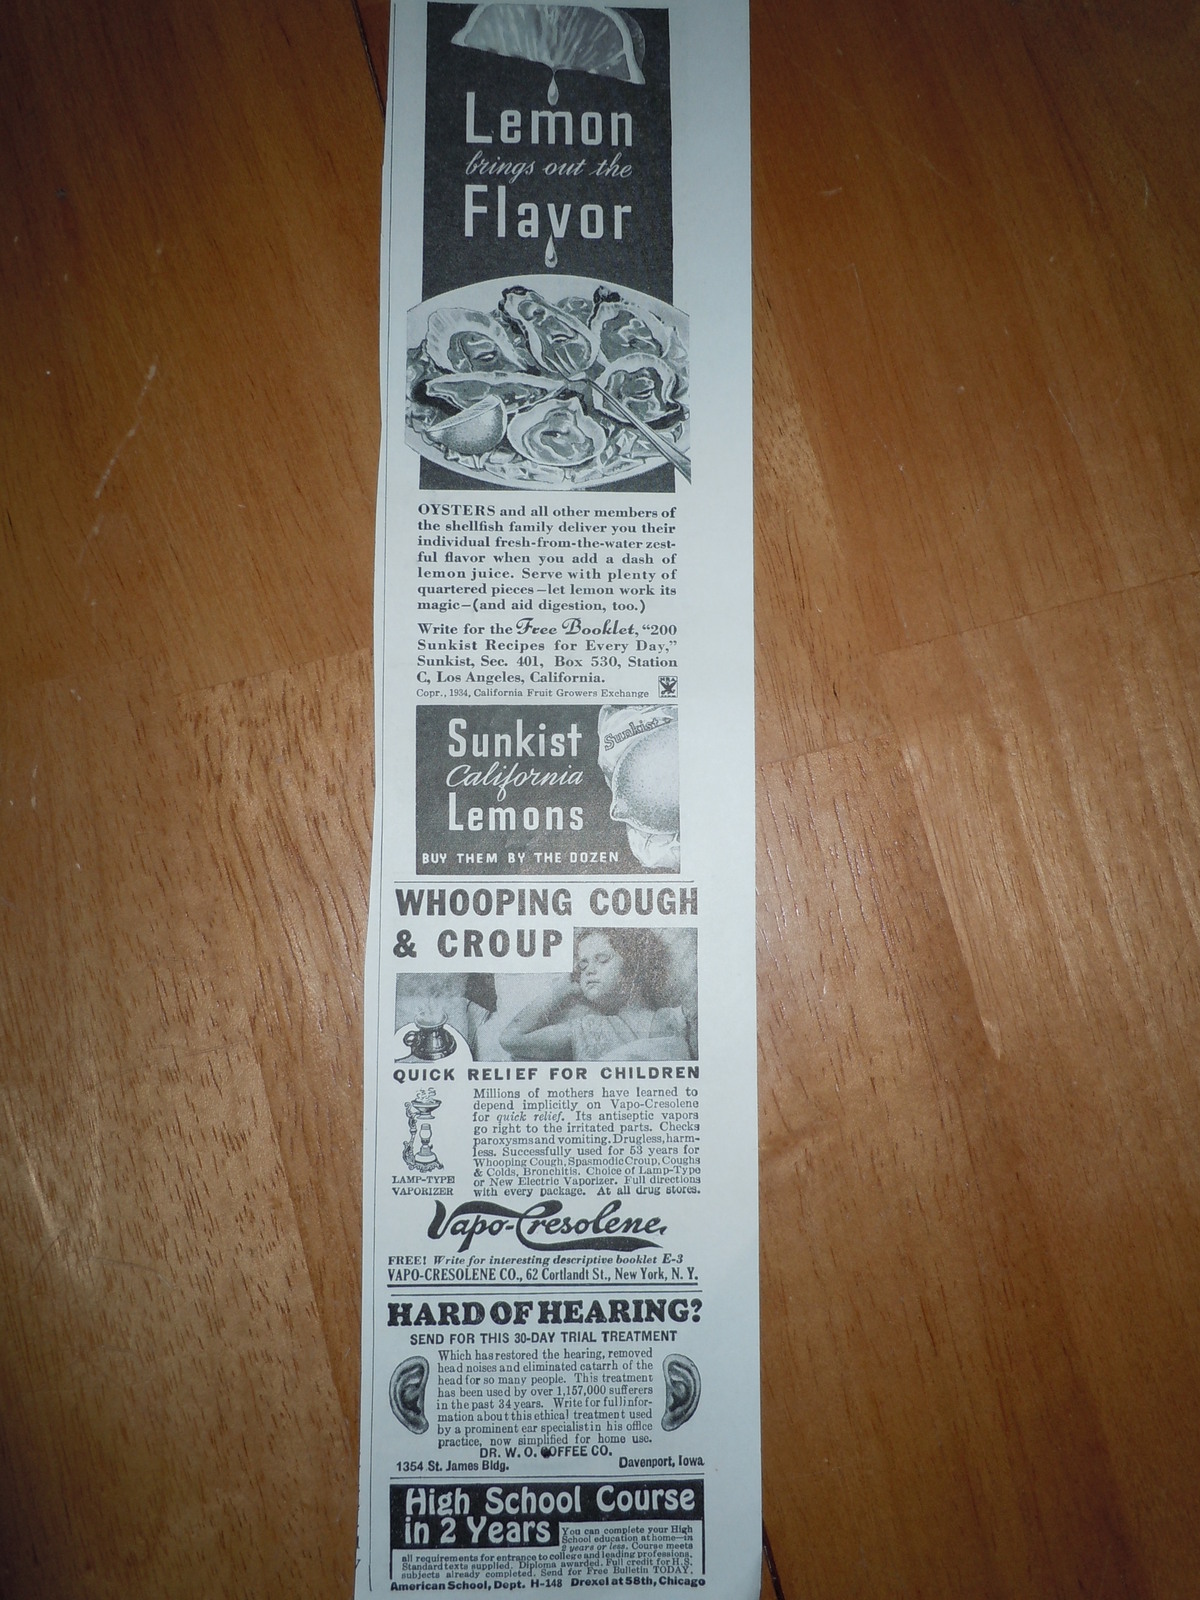 Lemon
brings out the
Flavor
OYSTERS and all other members of
the shellfish family deliver you their
individual fresh-from-the-water zest-
ful flavor when you add a dash of
lemon juice. Serve with plenty of
quartered pieces—let lemon work its
magic—(and aid digestion, too.)
Write for the Free Booklet, "200
Sunkist Recipes for Every Day,"
Sunkist, Sec. 401, Box 530, Station
C, Los Angeles, California.
Copr., 1934, California Fruit Growers Exchange
Sunkist
California
Lemons
Sunkist
BUY THEM BY THE DOZEN
WHOOPING COUGH
& CROUP
QUICK RELIEF FOR CHILDREN
Millions of mothers have learned to
depend implicitly on Vapo-Cresolene
for quick relief. Its antiseptic vapors
go right to the irritated parts. Checks
paroxysms and vomiting. Drugless, harm-
less. Successfully used for 53 years for
Whooping Cough, Spasmodic Croup, Coughs
& Colds, Bronchitis. Choice of Lamp-Type
or New Electric Vaporizer. Full directions
with every package. At all drug stores.
LAMP-TYPE
VAPORIZER
Vapo-Cresolene
FREE! Write for interesting descriptive booklet E-3
VAPO-CRESOLENE CO., 62 Cortlandt St., New York, N. Y.
HARD OF HEARING?
SEND FOR THIS 30-DAY TRIAL TREATMENT
Which has restored the hearing, removed
head noises and eliminated catarrh of the
head for so many people. This treatment
has been used by over 1,157,000 sufferers
in the past 34 years. Write for full infor-
mation about this ethical treatment used
by a prominent ear specialist in his office
practice, now simplified for home use.
DR. W. O. COFFEE CO.
1354 St. James Bldg. Davenport, Iowa
High School Course
in 2 Years
You can complete your High
School education at home—in
2 years or less. Course meets
all requirements for entrance to college and leading professions.
Standard texts supplied. Diploma awarded. Full credit for H. S.
subjects already completed. Send for Free Bulletin TODAY.
American School, Dept. H-148 Drexel at 58th, Chicago